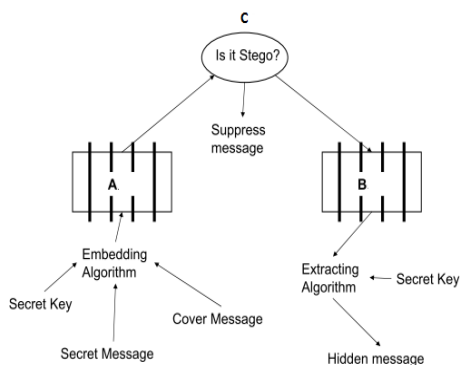 C
Is it Stego?
Suppress
message
A.
B
Embedding
Algorithm
Secret Key
Cover Message
Secret Message
Extracting
Algorithm
Secret Key
Hidden message